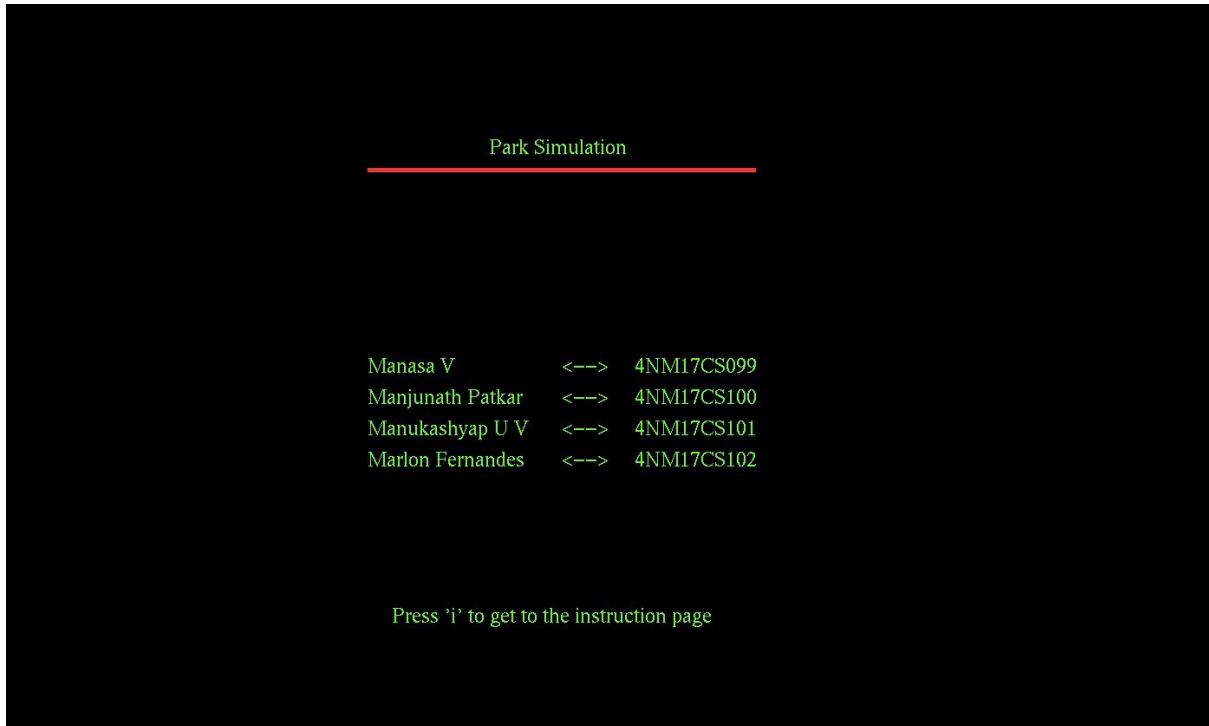 Park Simulation
Manasa V <--> 4NM17CS099
Manjunath Patkar <--> 4NM17CS100
Manukashyap U V <--> 4NM17CS101
Marlon Fernandes <--> 4NM17CS102
Press 'i' to get to the instruction page